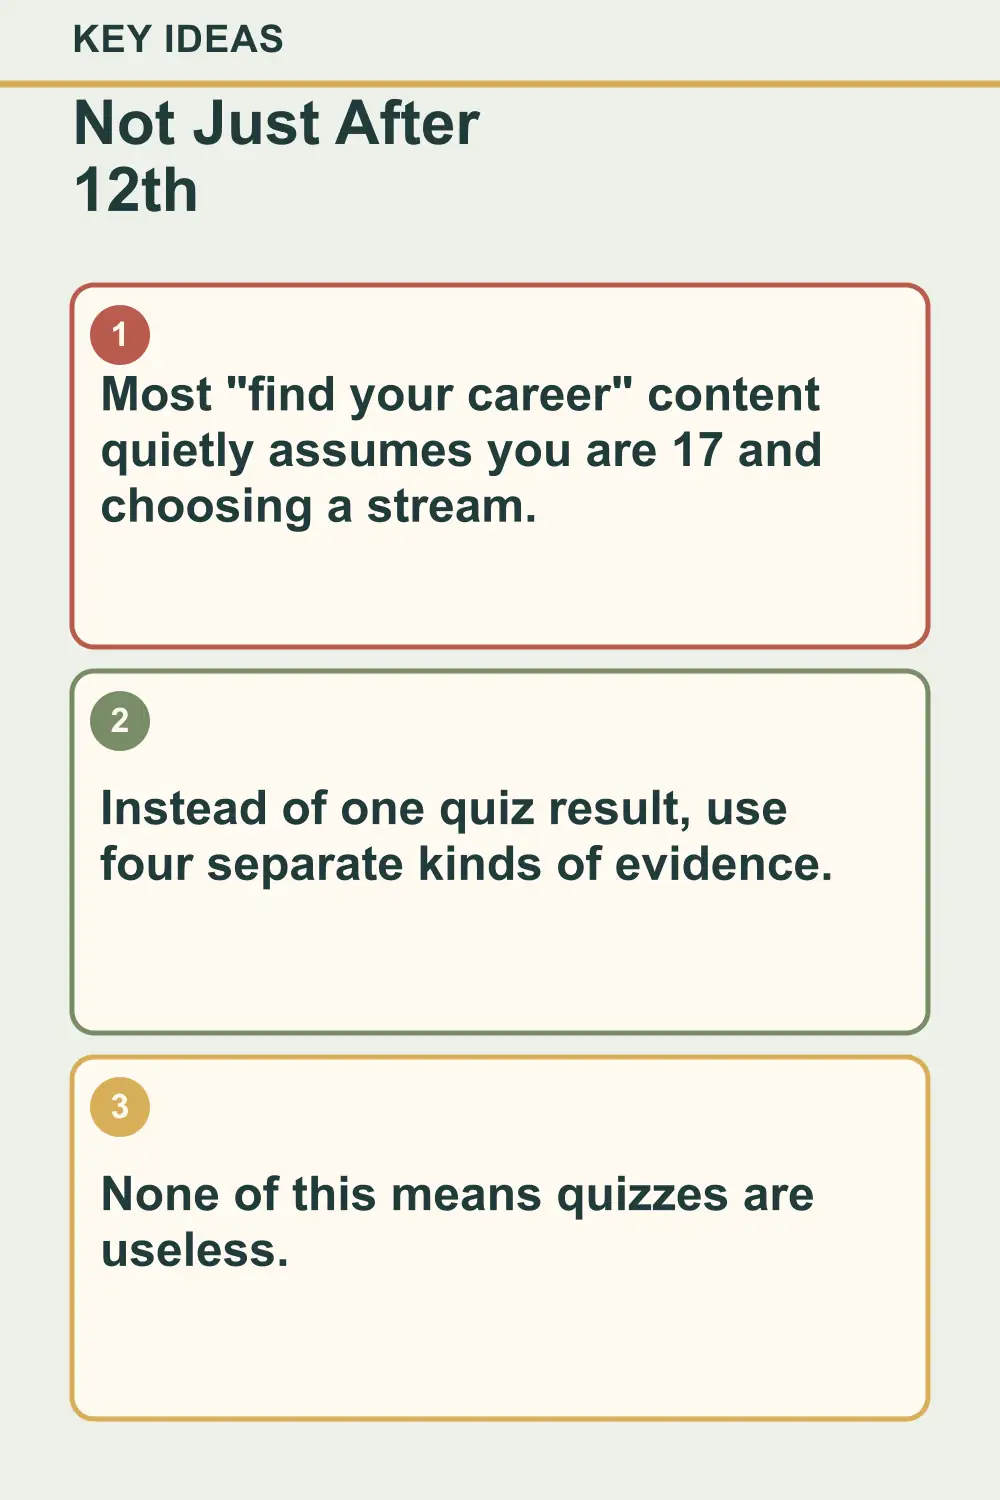 KEY IDEAS
Not Just After
12th
1
Most "find your career" content
quietly assumes you are 17 and
choosing a stream.
2
Instead of one quiz result, use
four separate kinds of evidence.
3
None of this means quizzes are
useless.